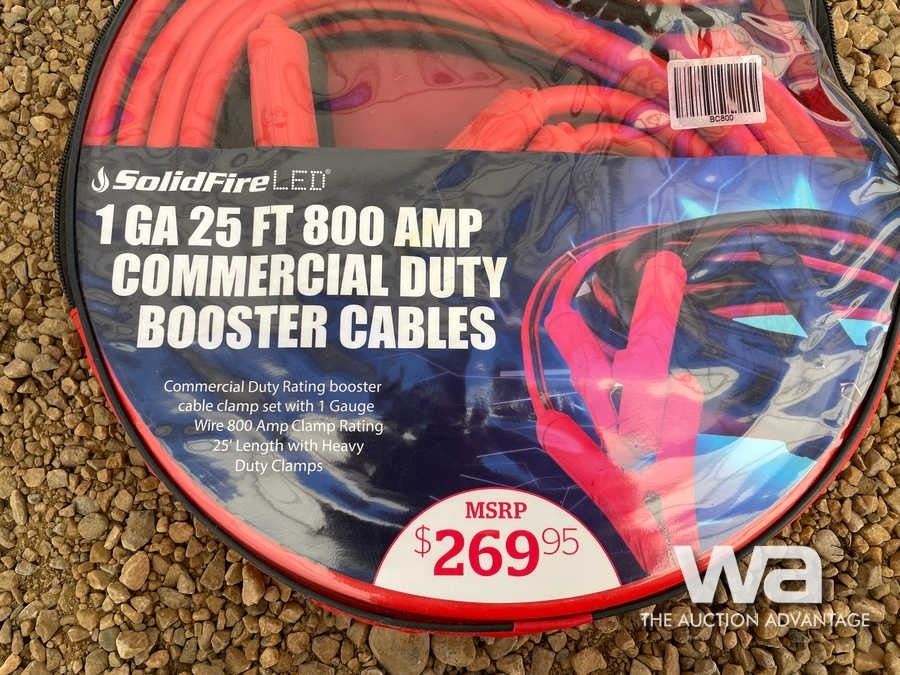 BC800
SolidFire LED®
1 GA 25 FT 800 AMP
COMMERCIAL DUTY
BOOSTER CABLES
Commercial Duty Rating booster
cable clamp set with 1 Gauge
Wire 800 Amp Clamp Rating
25' Length with Heavy
Duty Clamps
MSRP
$269.95
wa
THE AUCTION ADVANTAGE